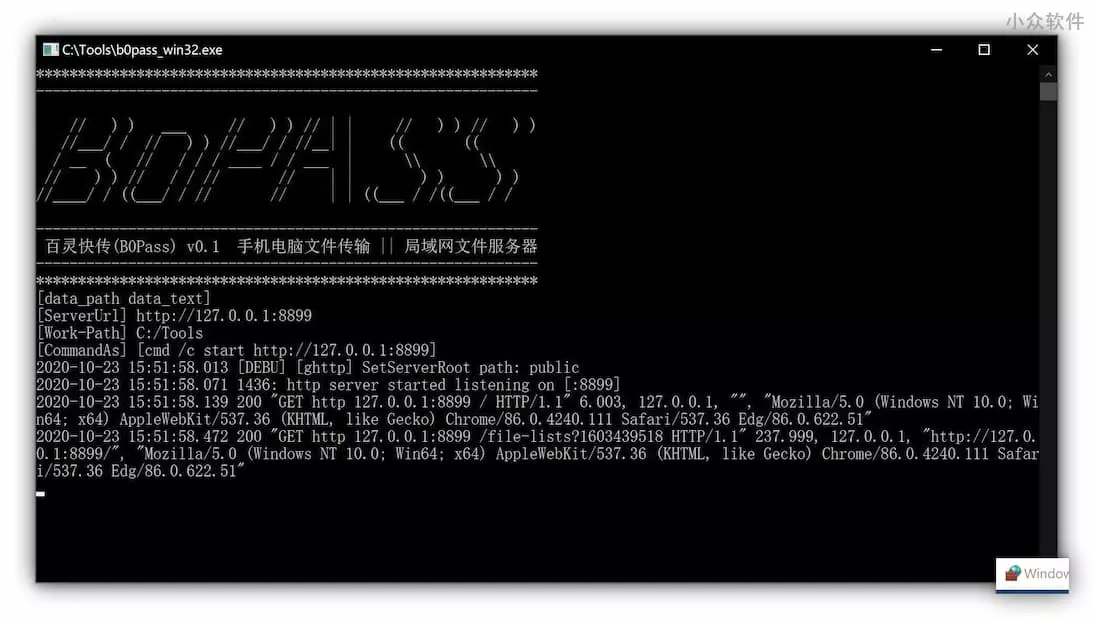 小众软件
C:\Tools\b0pass_win32.exe
************************************************************
------------------------------------------------------------
BOPASS
------------------------------------------------------------
百灵快传(B0Pass) v0.1 手机电脑文件传输 || 局域网文件服务器
------------------------------------------------------------
************************************************************
[data_path data_text]
[ServerUrl] http://127.0.0.1:8899
[Work-Path] C:/Tools
[CommandAs] [cmd /c start http://127.0.0.1:8899]
2020-10-23 15:51:58.013 [DEBU] [ghttp] SetServerRoot path: public
2020-10-23 15:51:58.071 1436: http server started listening on [:8899]
2020-10-23 15:51:58.139 200 "GET http 127.0.0.1:8899 / HTTP/1.1" 6.003, 127.0.0.1, "", "Mozilla/5.0 (Windows NT 10.0; Wi
n64; x64) AppleWebKit/537.36 (KHTML, like Gecko) Chrome/86.0.4240.111 Safari/537.36 Edg/86.0.622.51"
2020-10-23 15:51:58.472 200 "GET http 127.0.0.1:8899 /file-lists?1603439518 HTTP/1.1" 237.999, 127.0.0.1, "http://127.0.
0.1:8899/", "Mozilla/5.0 (Windows NT 10.0; Win64; x64) AppleWebKit/537.36 (KHTML, like Gecko) Chrome/86.0.4240.111 Safar
i/537.36 Edg/86.0.622.51"
Window